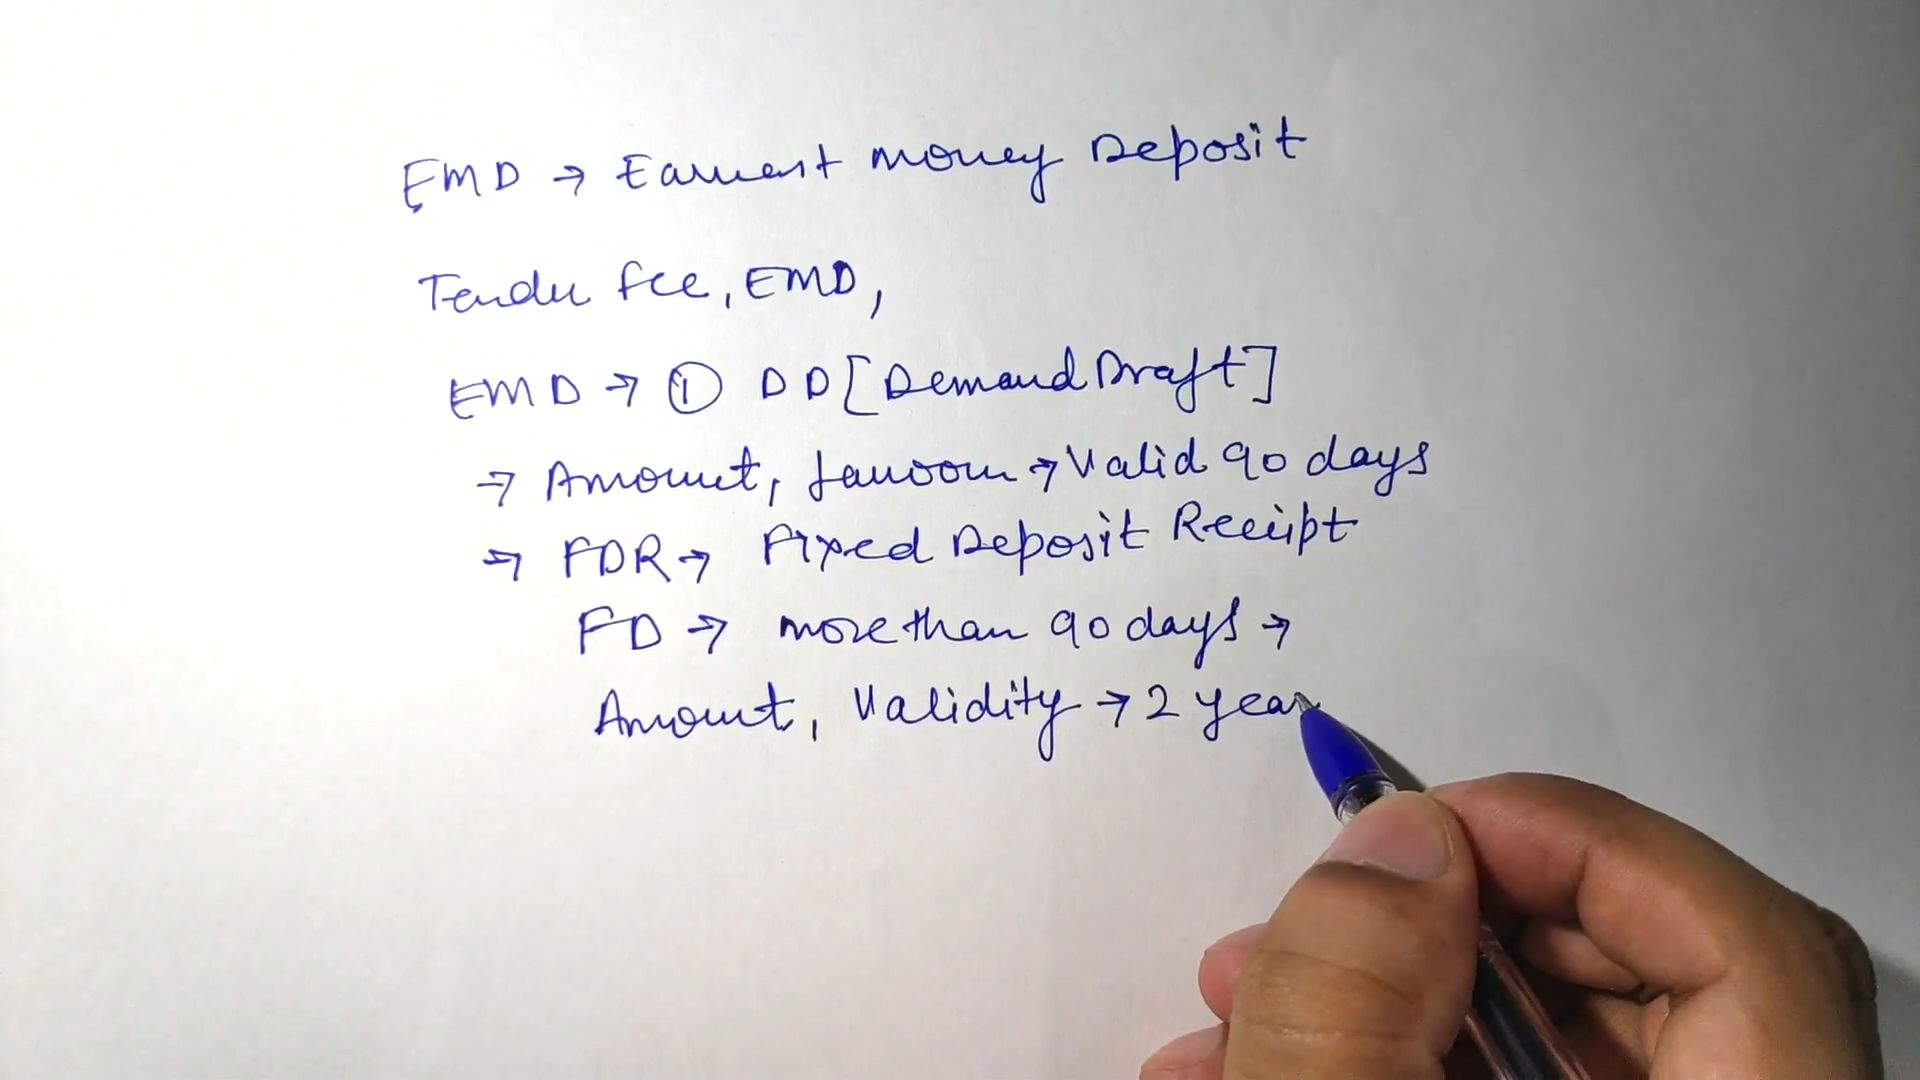 EMD → Earnest money Deposit
Tender fee, EMD,
EMD → ① DD [Demand Draft]
→ Amount, favour → Valid 90 days
→ FDR → Fixed Deposit Receipt
FD → more than 90 days →
Amount, Validity → 2 year